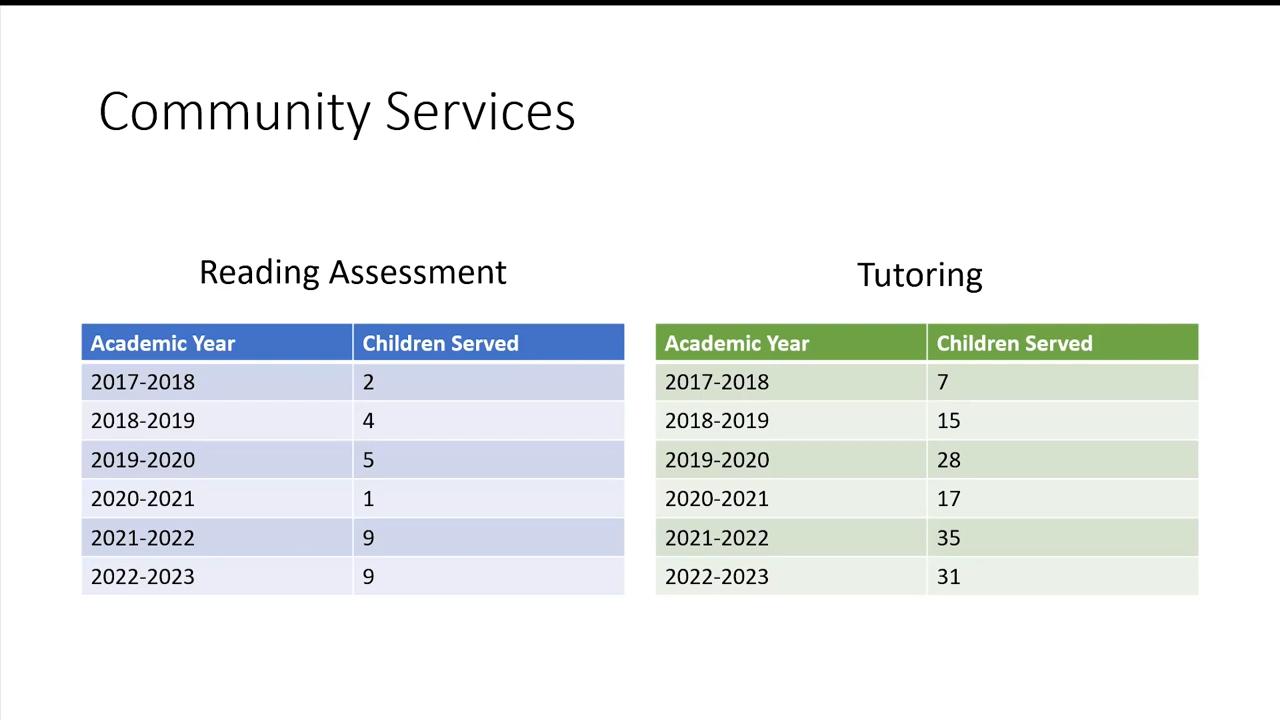 Community Services
Reading Assessment
Academic Year Children Served
2017-2018 2
2018-2019 4
2019-2020 5
2020-2021 1
2021-2022 9
2022-2023 9
Tutoring
Academic Year Children Served
2017-2018 7
2018-2019 15
2019-2020 28
2020-2021 17
2021-2022 35
2022-2023 31